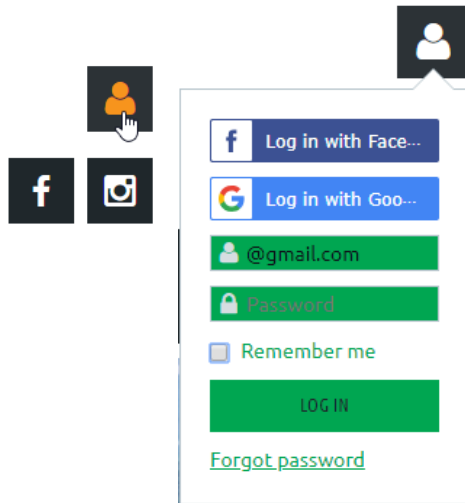 Log in with Face...
Log in with Goo...
@gmail.com
Password
Remember me
LOG IN
Forgot password